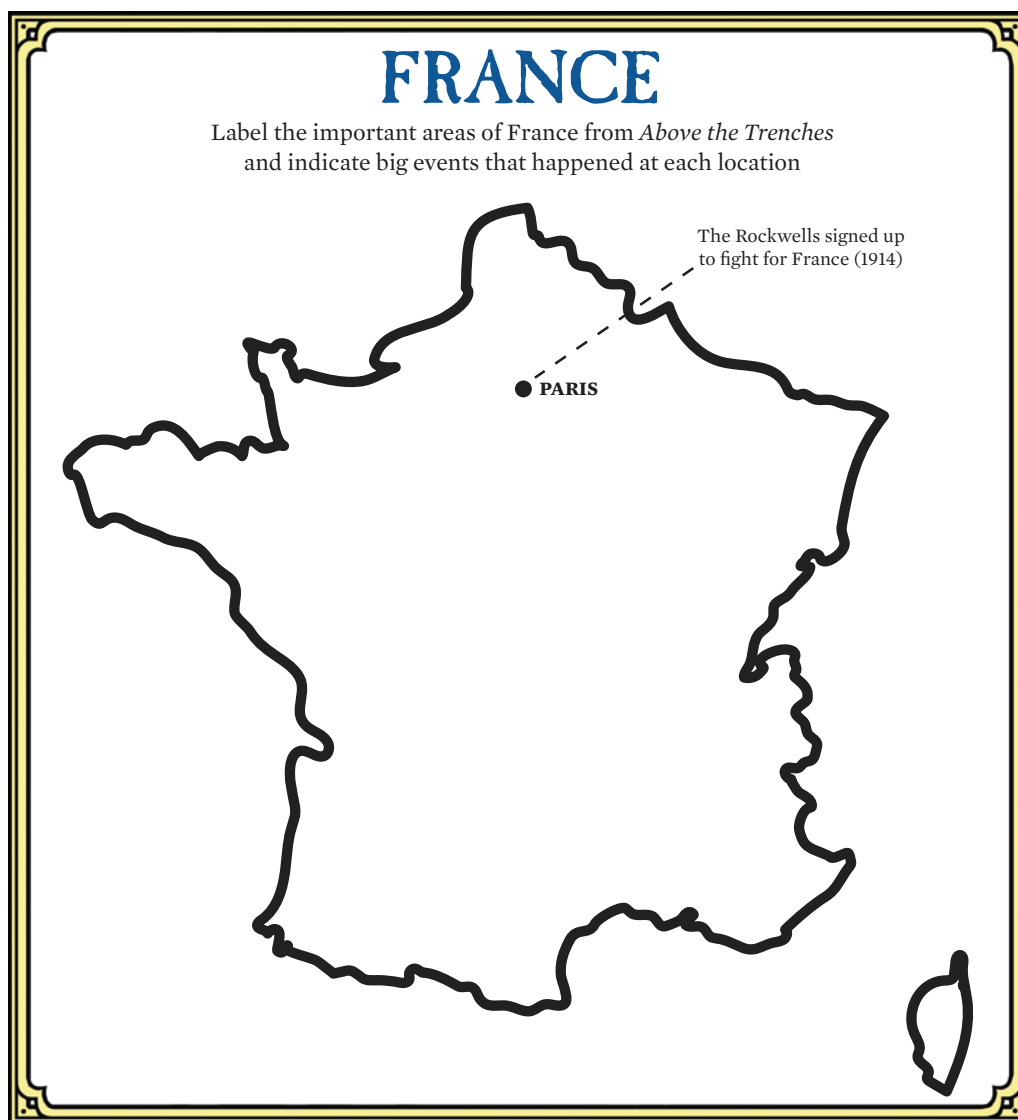 FRANCE
Label the important areas of France from Above the Trenches
and indicate big events that happened at each location
The Rockwells signed up
to fight for France (1914)
PARIS